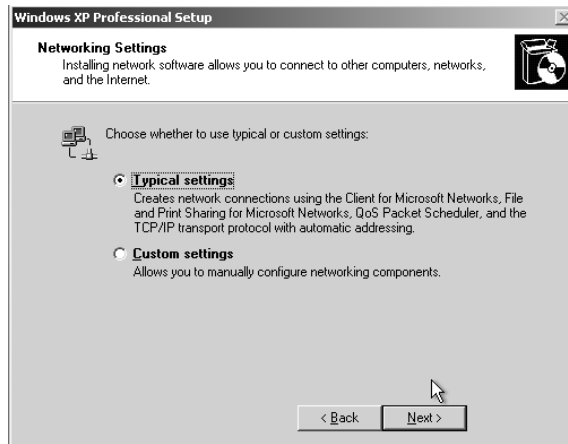 Windows XP Professional Setup
Networking Settings
Installing network software allows you to connect to other computers, networks,
and the Internet.
Choose whether to use typical or custom settings:
Typical settings
Creates network connections using the Client for Microsoft Networks, File
and Print Sharing for Microsoft Networks, QoS Packet Scheduler, and the
TCP/IP transport protocol with automatic addressing.
Custom settings
Allows you to manually configure networking components.
< Back
Next >